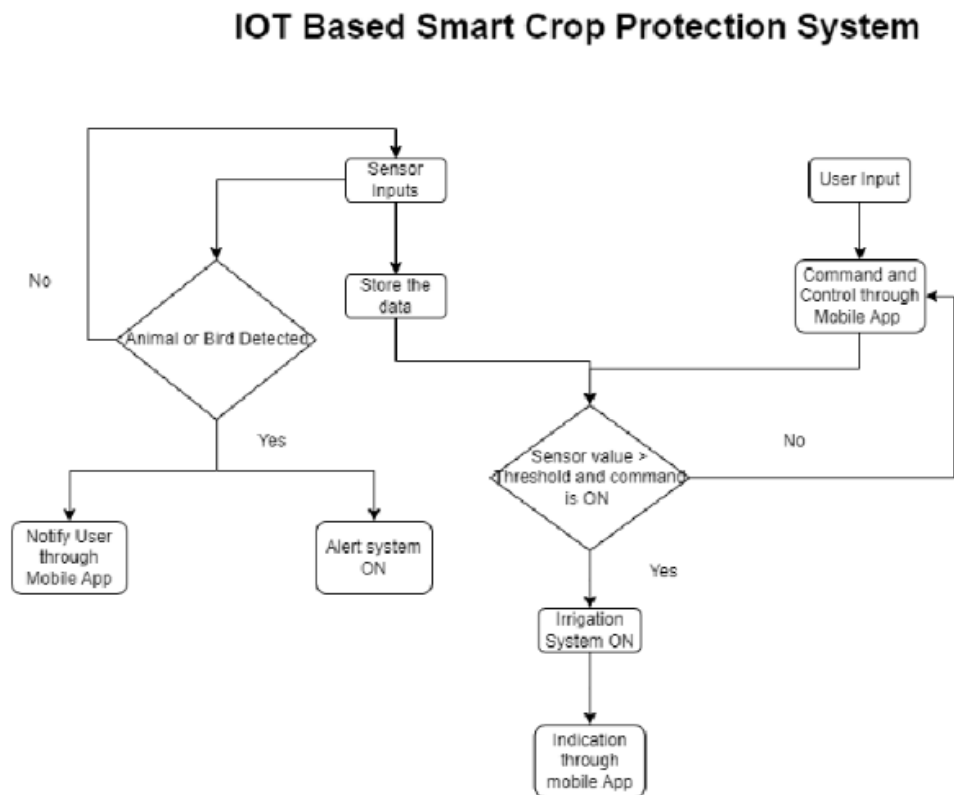 IOT Based Smart Crop Protection System
Sensor
Inputs
User Input
No
Store the
data
Command and
Control through
Mobile App
Animal or Bird Detected
Yes
No
Sensor value >
Threshold and command
is ON
Notify User
through
Mobile App
Alert system
ON
Yes
Irrigation
System ON
Indication
through
mobile App